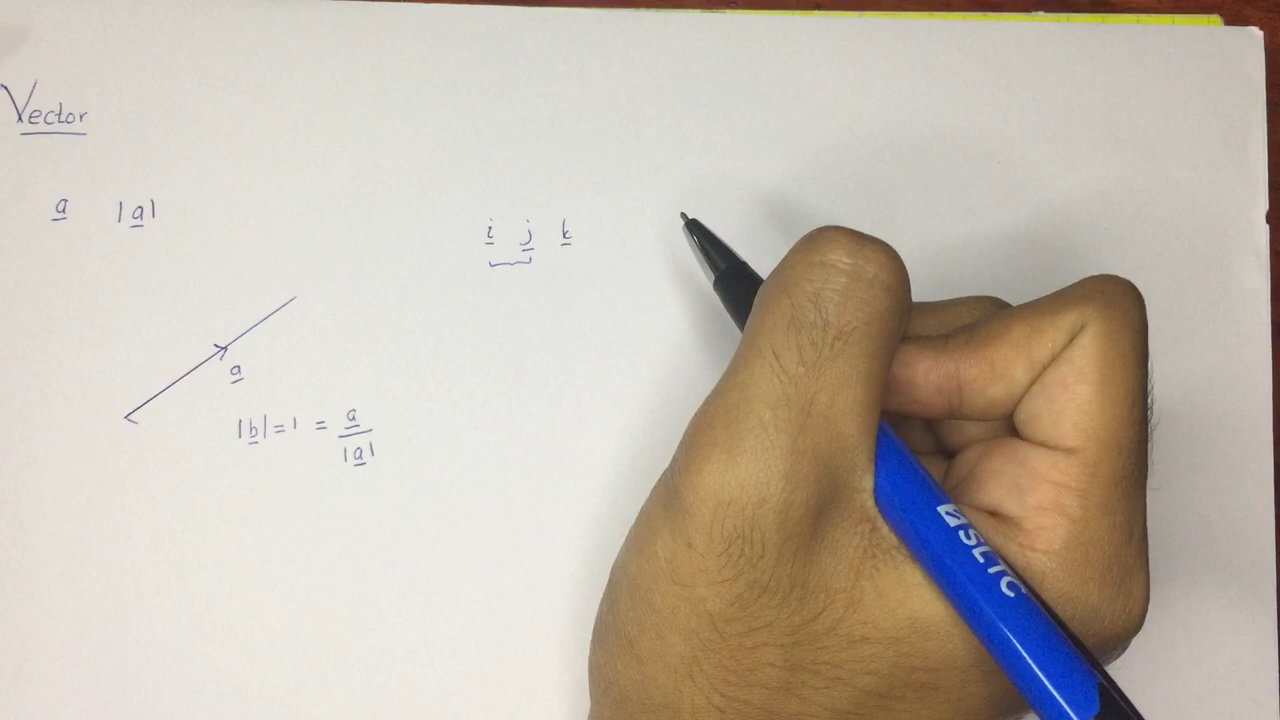 Vector
a |a|
i j k
a
|b| = 1 = a / |a|
SLTC